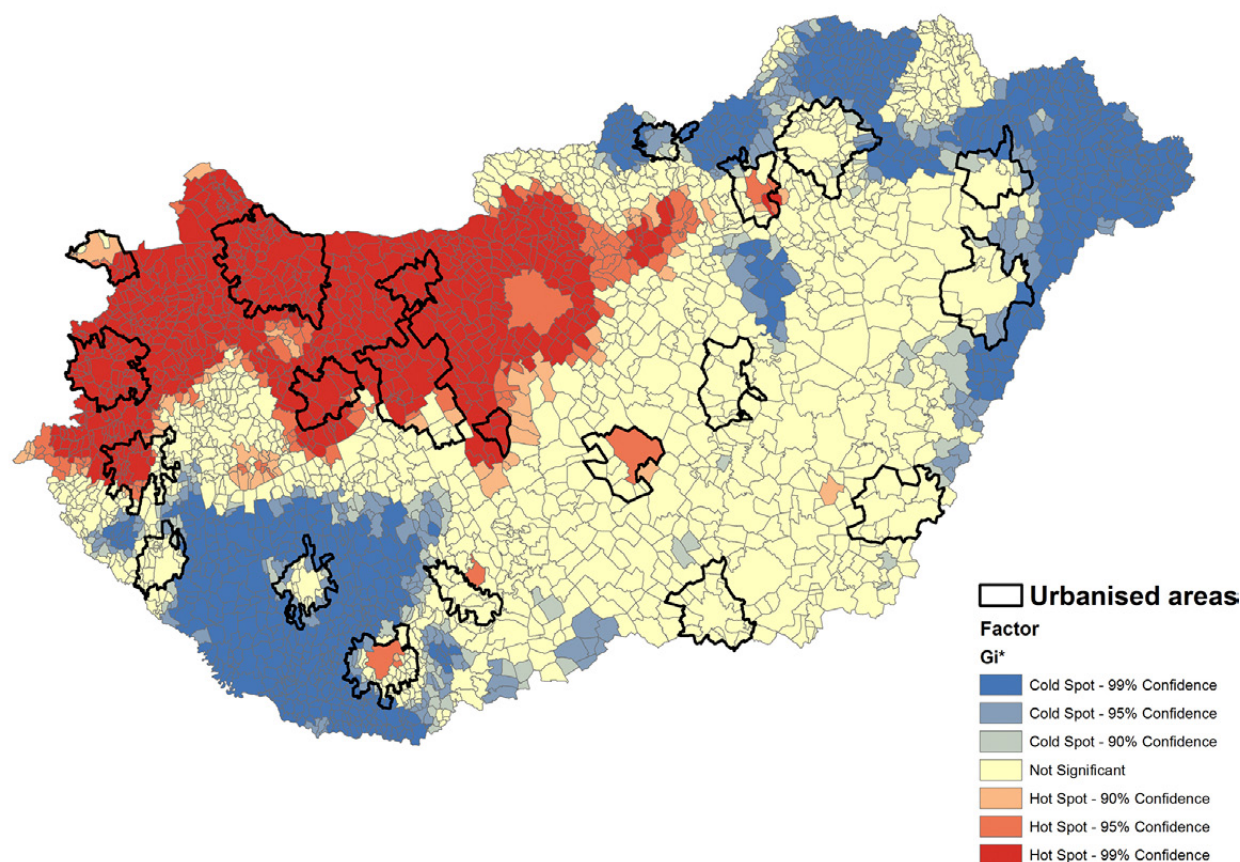 Urbanised areas
Factor
Gi*
Cold Spot - 99% Confidence
Cold Spot - 95% Confidence
Cold Spot - 90% Confidence
Not Significant
Hot Spot - 90% Confidence
Hot Spot - 95% Confidence
Hot Spot - 99% Confidence